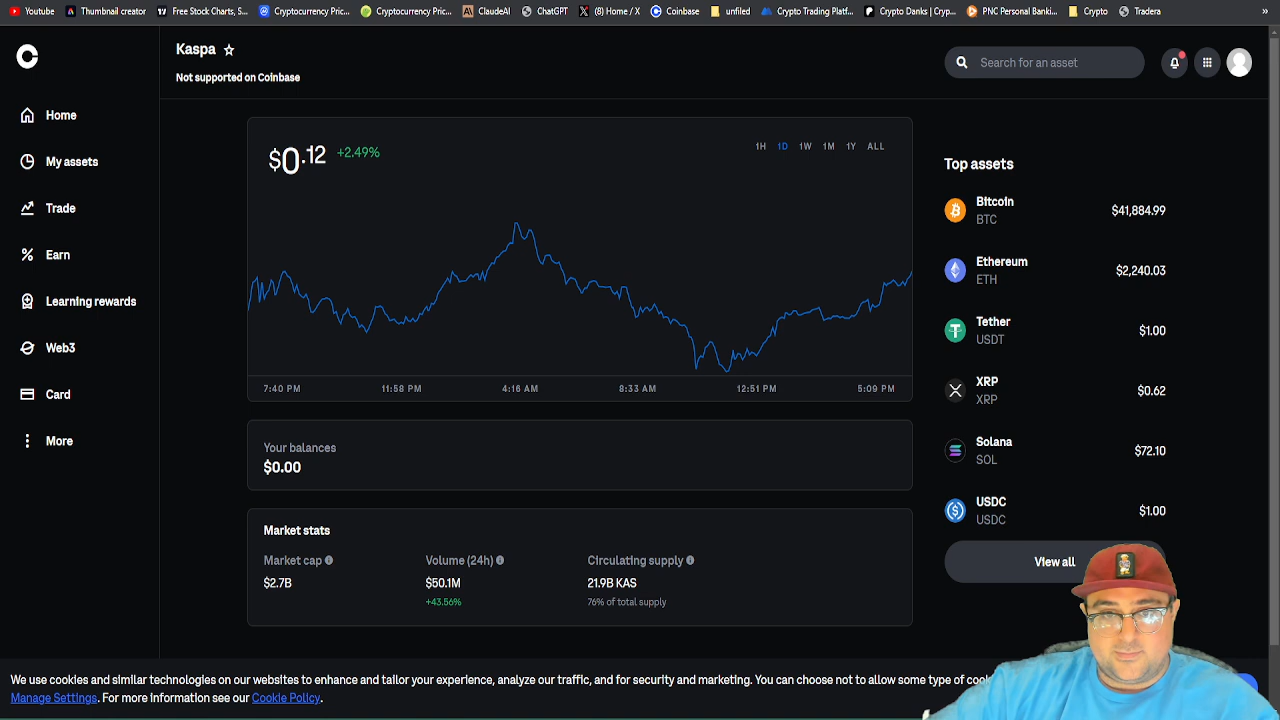 Youtube Thumbnail creator Free Stock Charts, S... Cryptocurrency Pric... Cryptocurrency Pric... ClaudeAI ChatGPT (8) Home / X Coinbase unfiled Crypto Trading Platf... Crypto Danks | Cryp... PNC Personal Banki... Crypto Tradera »
Kaspa
Not supported on Coinbase
Search for an asset
Home
My assets
Trade
Earn
Learning rewards
Web3
Card
More
$0.12 +2.49%
1H 1D 1W 1M 1Y ALL
7:40 PM 11:58 PM 4:16 AM 8:33 AM 12:51 PM 5:09 PM
Your balances
$0.00
Market stats
Market cap Volume (24h) Circulating supply
$2.7B $50.1M 21.9B KAS
+43.56% 76% of total supply
Top assets
Bitcoin $41,884.99
BTC
Ethereum $2,240.03
ETH
Tether $1.00
USDT
XRP $0.62
XRP
Solana $72.10
SOL
USDC $1.00
USDC
View all
We use cookies and similar technologies on our websites to enhance and tailor your experience, analyze our traffic, and for security and marketing. You can choose not to allow some type of
Manage Settings. For more information see our Cookie Policy.